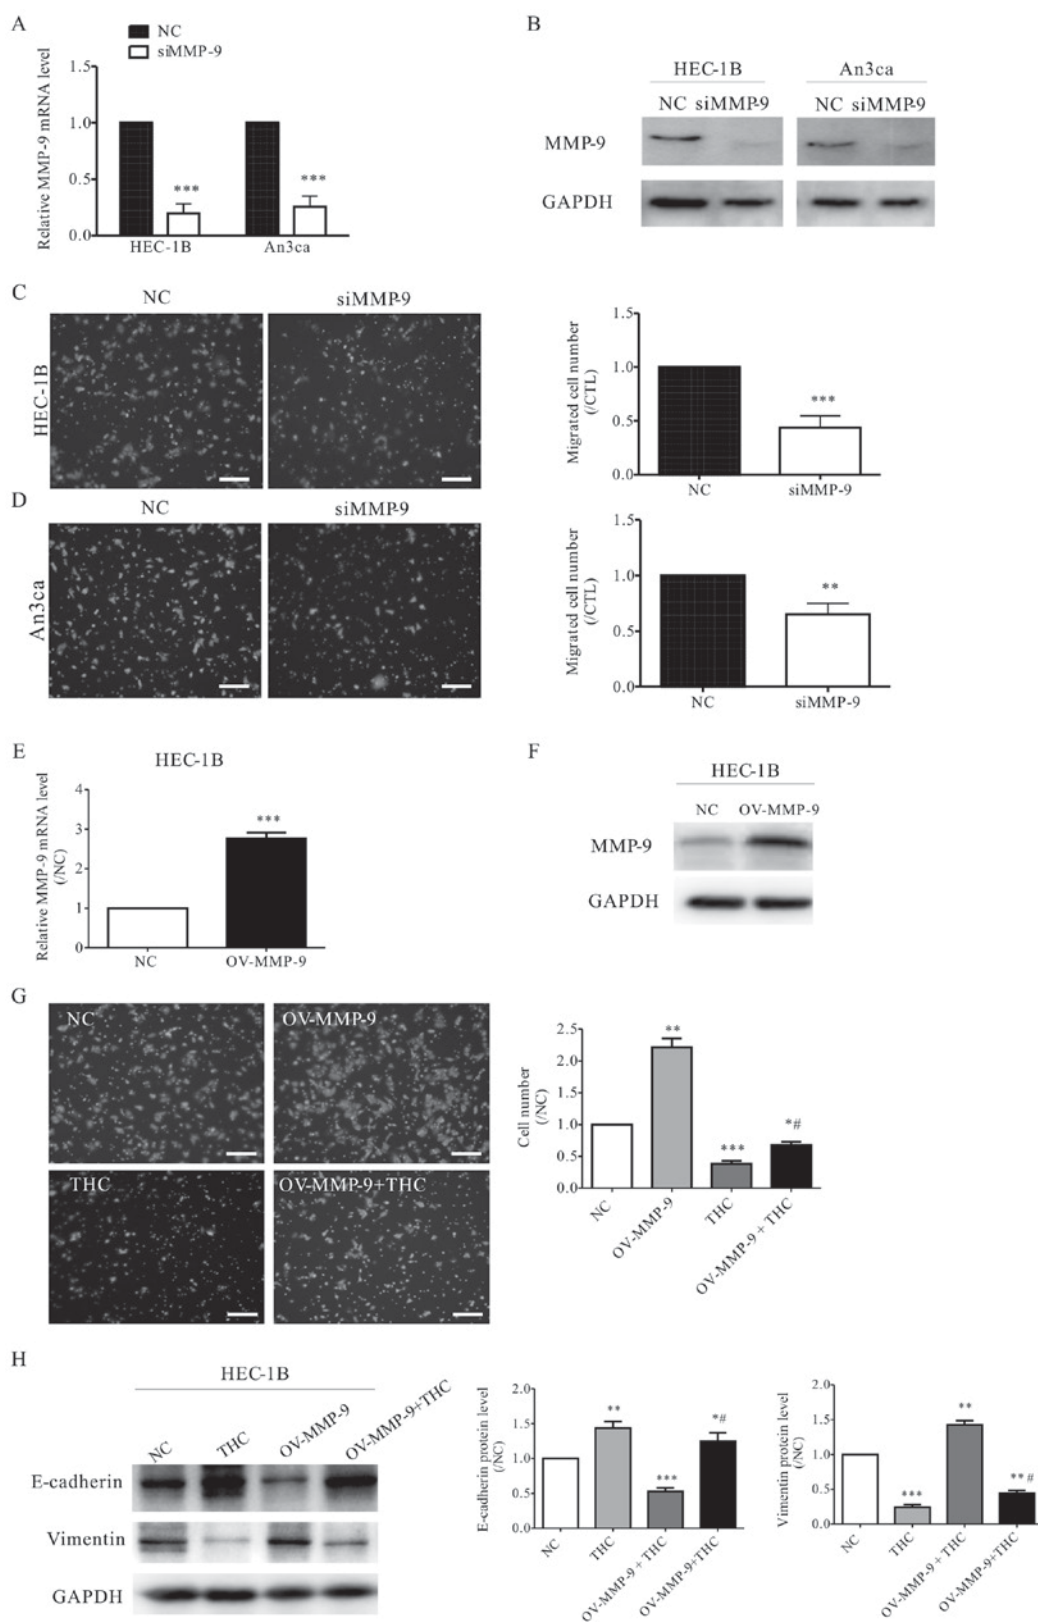 A
NC
siMMP-9
Relative MMP-9 mRNA level
1.5
1.0
0.5
0.0
***
***
HEC-1B
An3ca
B
HEC-1B
An3ca
NC siMMP-9
NC siMMP-9
MMP-9
GAPDH
C
NC
siMMP-9
HEC-1B
Migrated cell number
(/CTL)
1.5
1.0
0.5
0.0
***
NC
siMMP-9
D
NC
siMMP-9
An3ca
Migrated cell number
(/CTL)
1.5
1.0
0.5
0.0
**
NC
siMMP-9
E
HEC-1B
Relative MMP-9 mRNA level
(/NC)
4
3
2
1
0
***
NC
OV-MMP-9
F
HEC-1B
NC
OV-MMP-9
MMP-9
GAPDH
G
NC
OV-MMP-9
THC
OV-MMP-9+THC
Cell number
(/NC)
2.5
2.0
1.5
1.0
0.5
0.0
**
***
*#
NC
OV-MMP-9
THC
OV-MMP-9 + THC
H
HEC-1B
NC
THC
OV-MMP-9
OV-MMP-9+THC
E-cadherin
Vimentin
GAPDH
E-cadherin protein level
(/NC)
2.0
1.5
1.0
0.5
0.0
**
***
*#
NC
THC
OV-MMP-9 + THC
OV-MMP-9+THC
Vimentin protein level
(/NC)
2.0
1.5
1.0
0.5
0.0
***
**
**#
NC
THC
OV-MMP-9 + THC
OV-MMP-9+THC